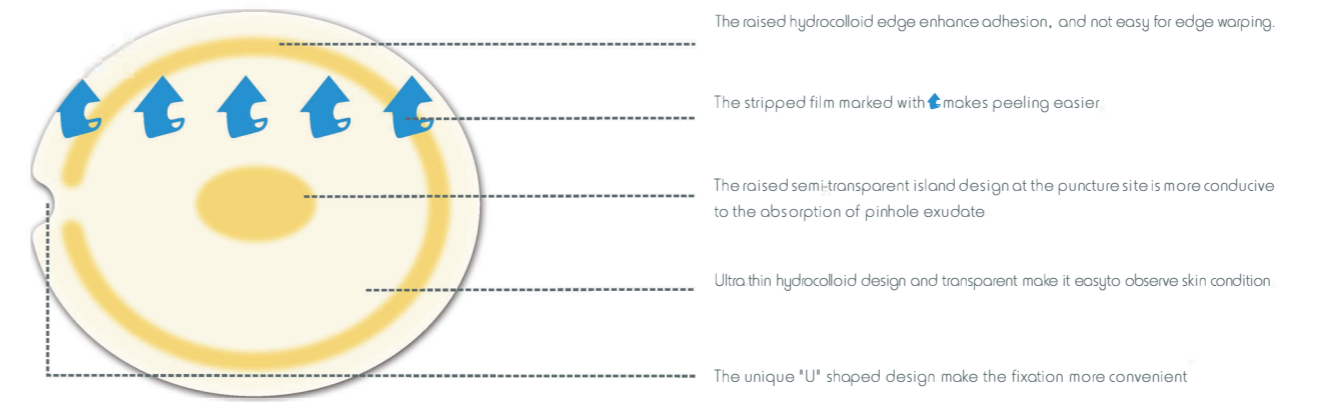 The raised hydrocolloid edge enhance adhesion, and not easy for edge warping.
The stripped film marked with makes peeling easier
The raised semi-transparent island design at the puncture site is more conducive
to the absorption of pinhole exudate
Ultra thin hydrocolloid design and transparent make it easyto observe skin condition
The unique "U" shaped design make the fixation more convenient